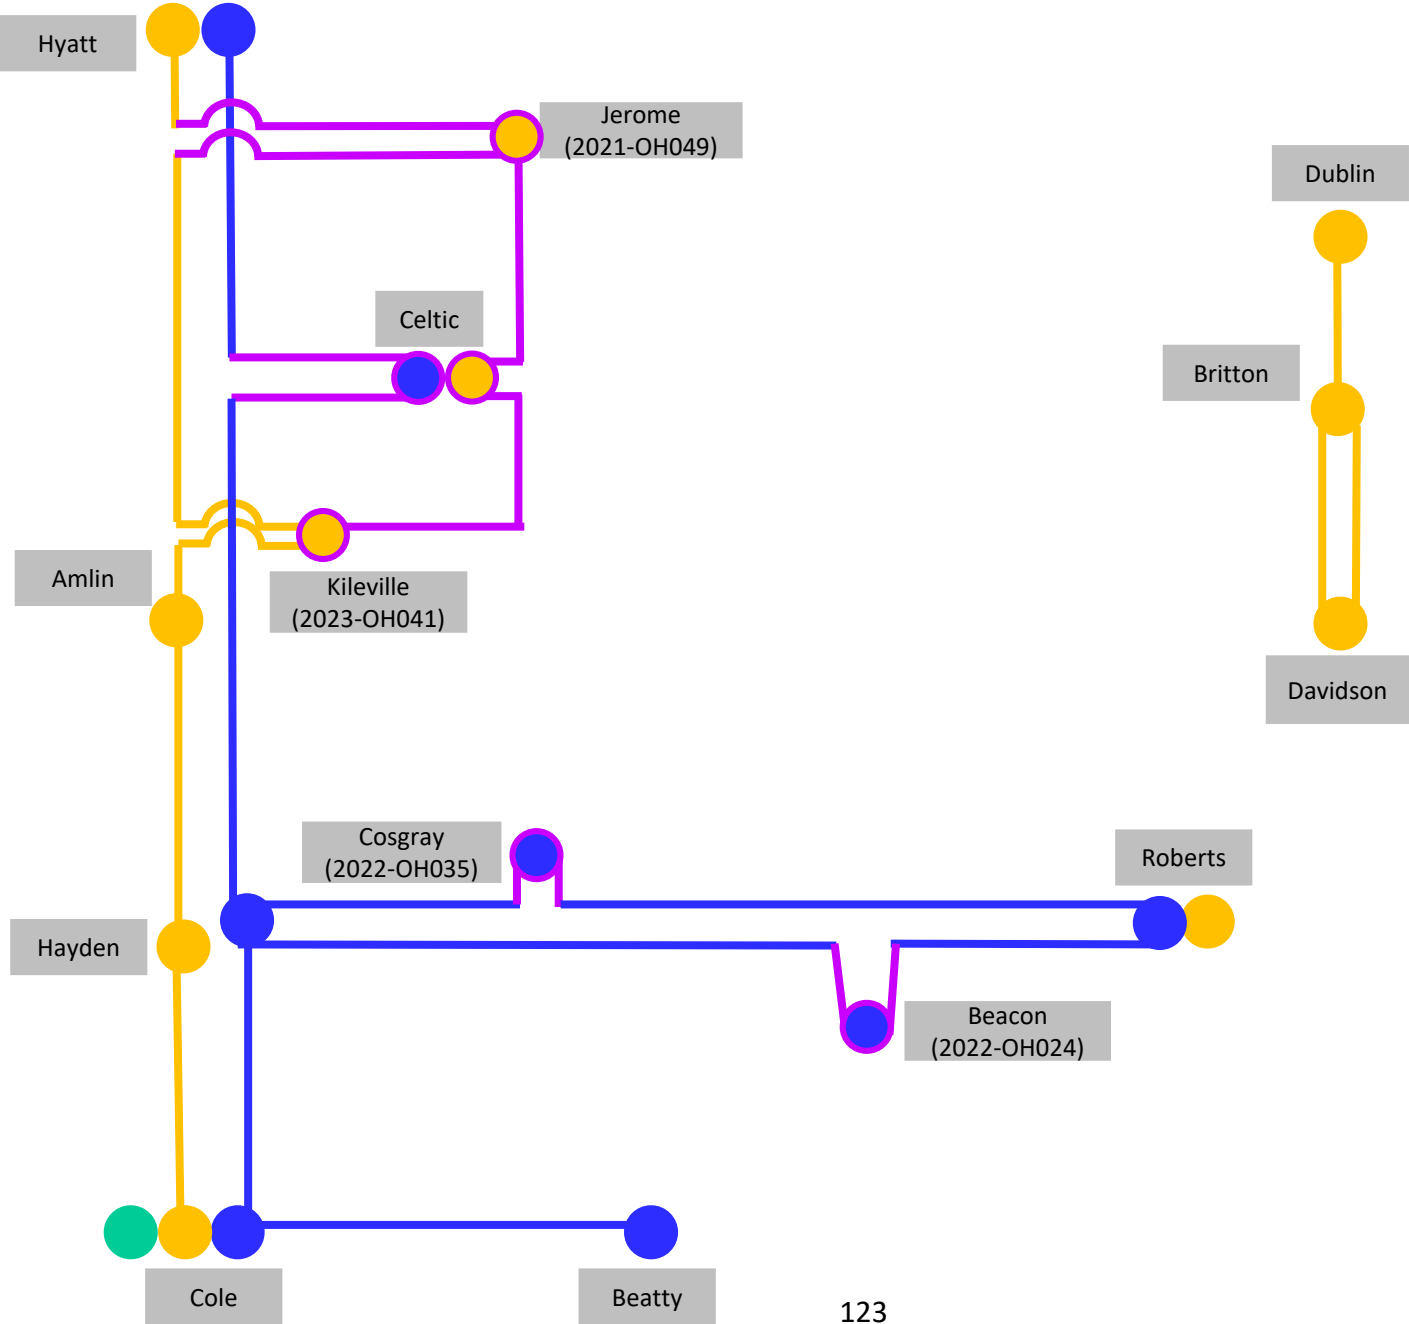 Hyatt
Jerome
(2021-OH049)
Dublin
Celtic
Britton
Amlin
Kileville
(2023-OH041)
Davidson
Cosgray
(2022-OH035)
Roberts
Hayden
Beacon
(2022-OH024)
Cole
Beatty
123